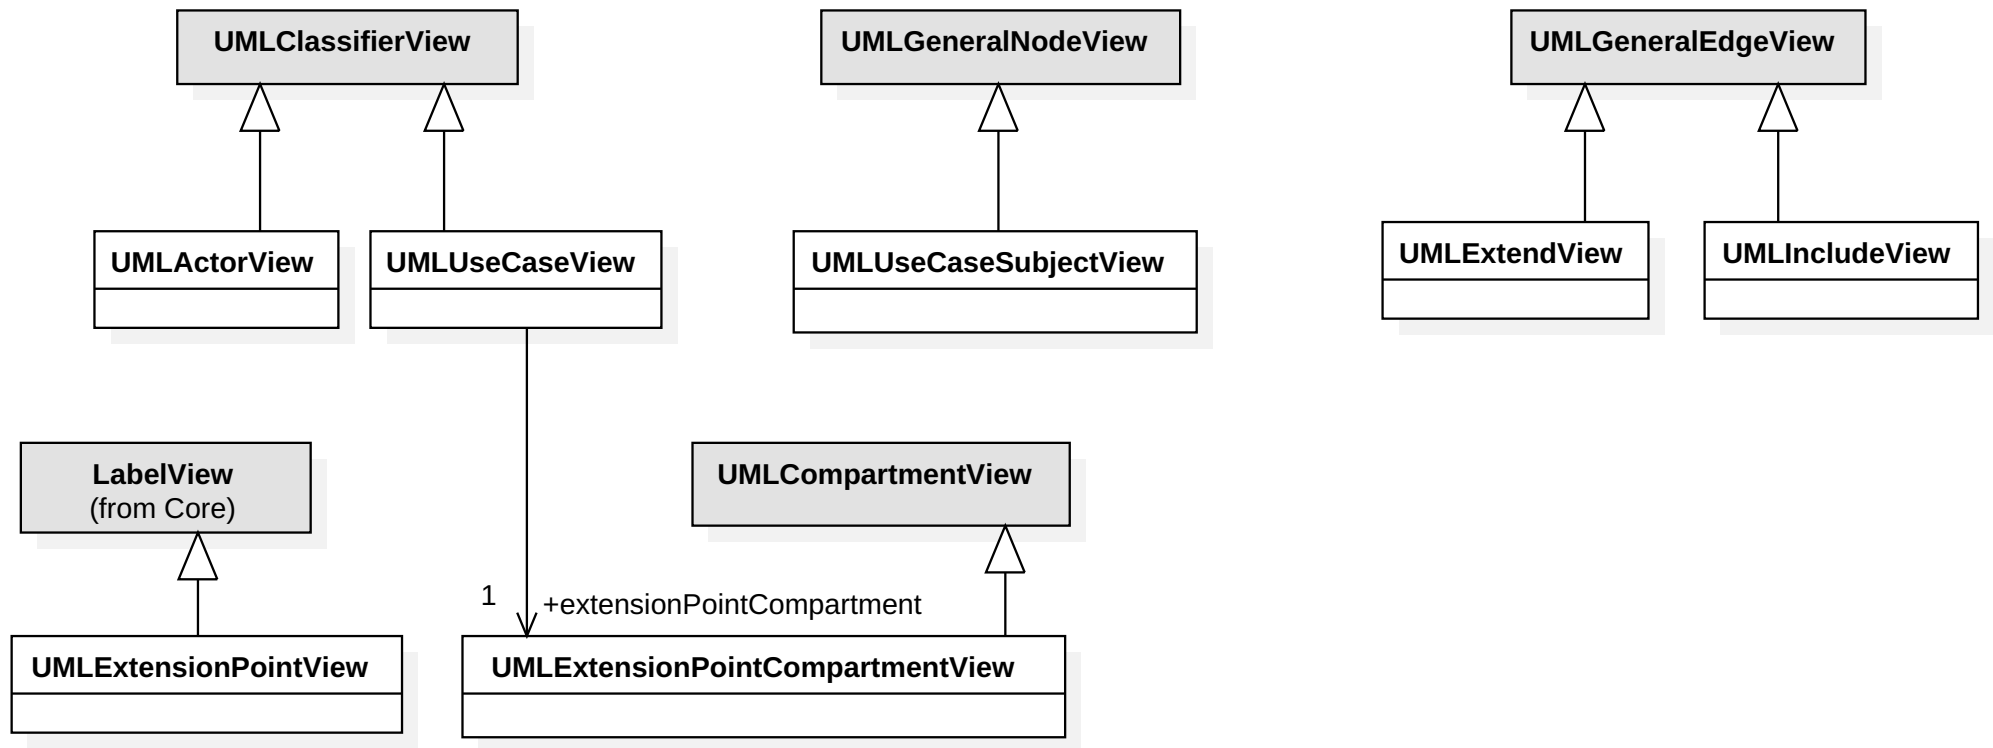 UMLClassifierView
UMLGeneralNodeView
UMLGeneralEdgeView
UMLActorView
UMLUseCaseView
UMLUseCaseSubjectView
UMLExtendView
UMLIncludeView
LabelView
(from Core)
UMLCompartmentView
1
+extensionPointCompartment
UMLExtensionPointView
UMLExtensionPointCompartmentView